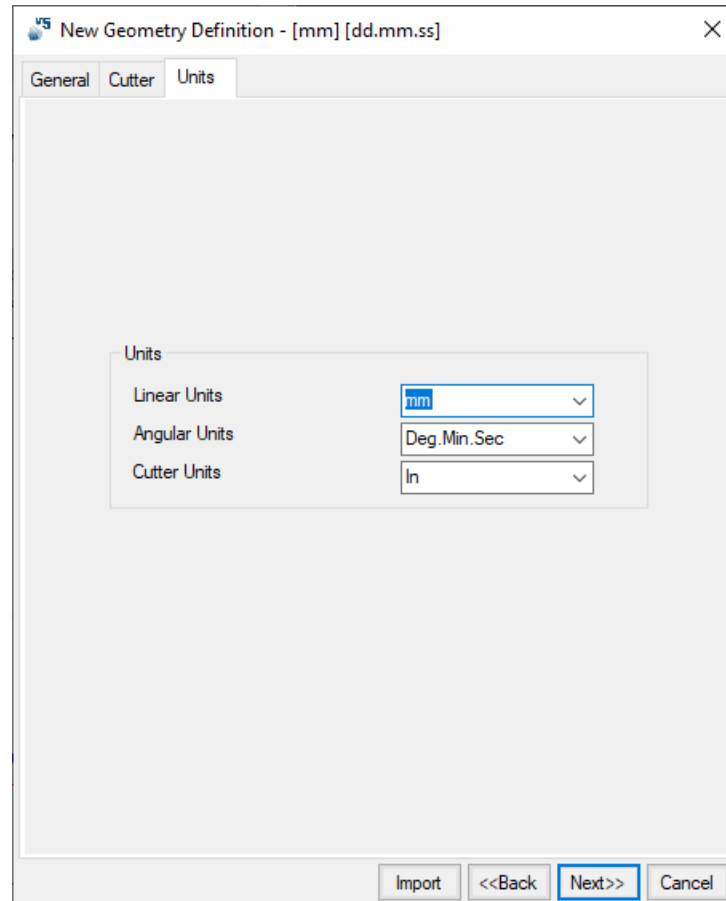 New Geometry Definition - [mm] [dd.mm.ss]
General Cutter Units
Units
Linear Units mm
Angular Units Deg.Min.Sec
Cutter Units In
Import <<Back Next>> Cancel